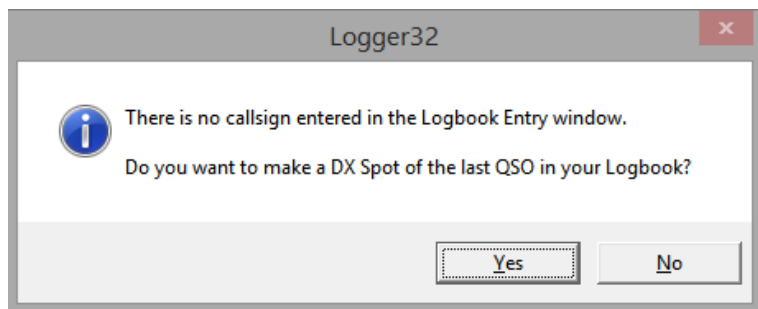 Logger32
There is no callsign entered in the Logbook Entry window.
Do you want to make a DX Spot of the last QSO in your Logbook?
Yes
No